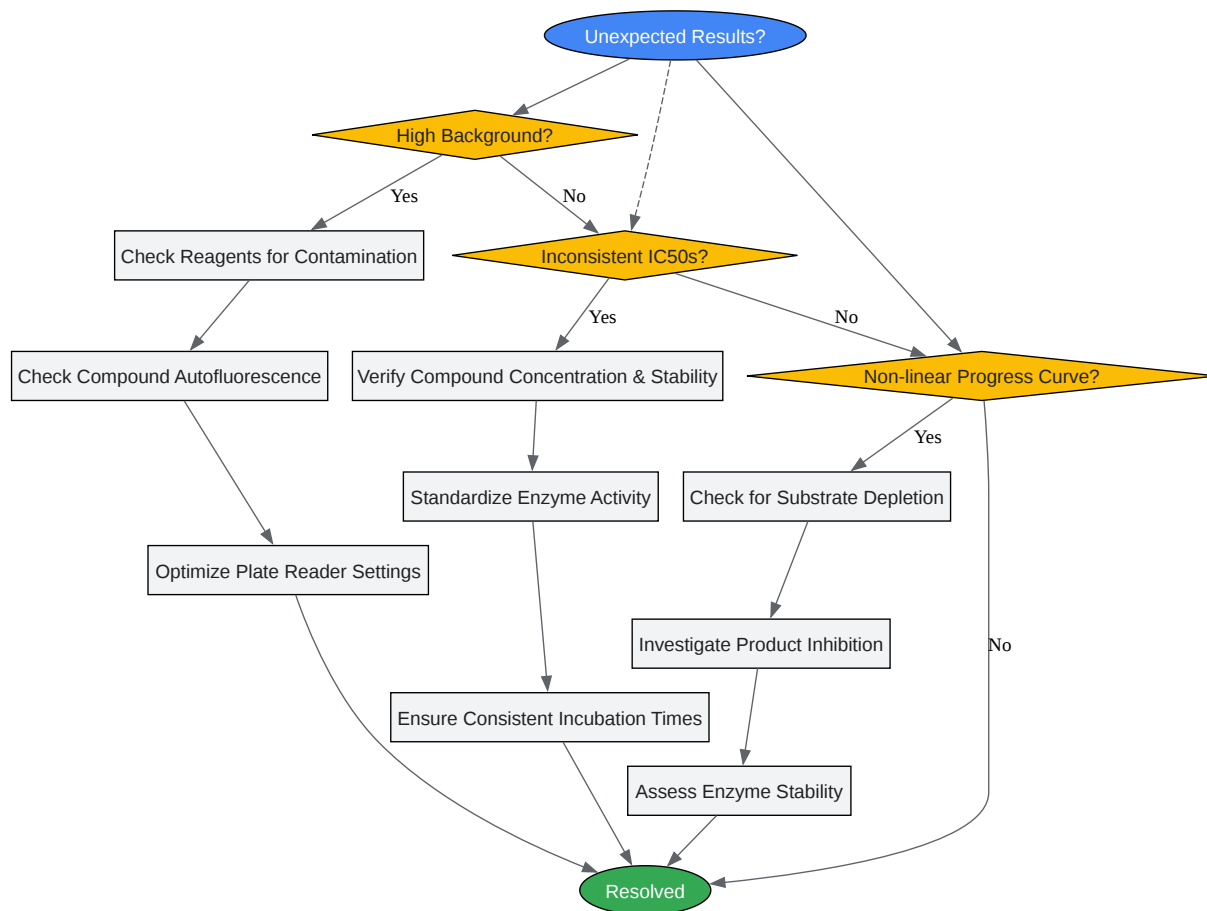 Unexpected Results?
High Background?
Yes
No
Check Reagents for Contamination
Inconsistent IC50s?
Yes
No
Check Compound Autofluorescence
Verify Compound Concentration & Stability
Non-linear Progress Curve?
Yes
Standardize Enzyme Activity
Check for Substrate Depletion
Optimize Plate Reader Settings
Investigate Product Inhibition
No
Ensure Consistent Incubation Times
Assess Enzyme Stability
Resolved